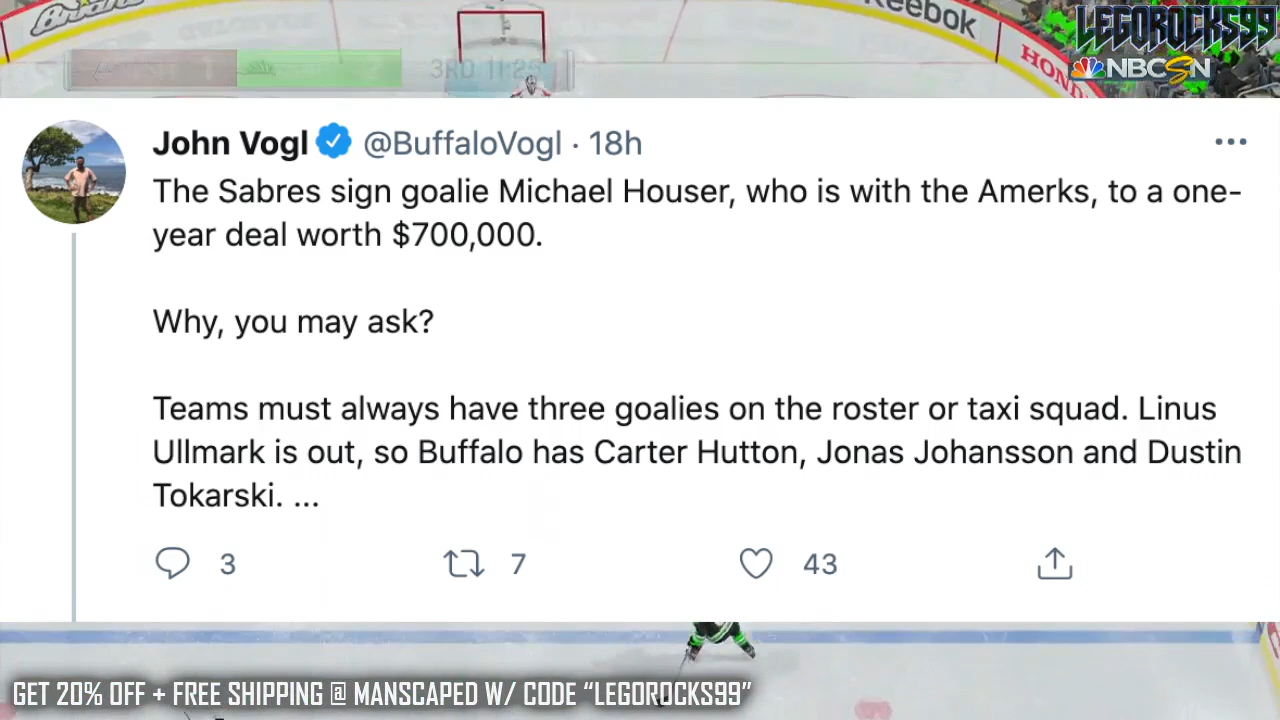 Reebok
LEGOROCKS99
HONDA
NBCSN
3RD 11:25
John Vogl @BuffaloVogl · 18h
The Sabres sign goalie Michael Houser, who is with the Amerks, to a one-
year deal worth $700,000.
Why, you may ask?
Teams must always have three goalies on the roster or taxi squad. Linus
Ullmark is out, so Buffalo has Carter Hutton, Jonas Johansson and Dustin
Tokarski. ...
3 7 43
GET 20% OFF + FREE SHIPPING @ MANSCAPED W/ CODE “LEGOROCKS99”